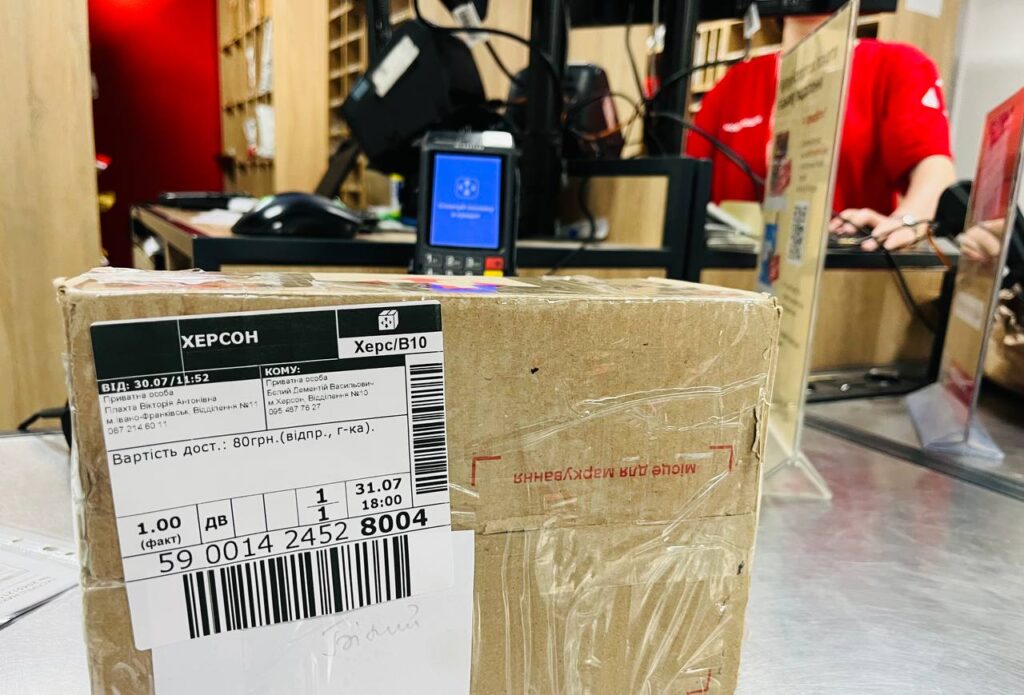 ХЕРСОН
Херс/В10
ВІД: 30.07/11:52
Приватна особа
Плахта Вікторія Антонівна
м.Івано-Франківськ, Відділення №11
067 214 60 11
КОМУ:
Приватна особа
Белий Дементій Васильович
м.Херсон, Відділення №10
095 467 76 27
Вартість дост.: 80грн.(відпр., г-ка).
1.00
(факт)
ДВ
1
1
31.07
18:00
59 0014 2452 8004
Білий
місце для маркування